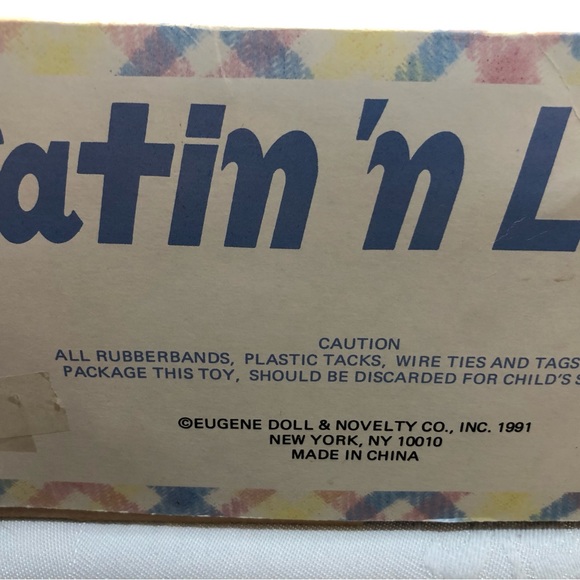 atin 'n L
CAUTION
ALL RUBBERBANDS, PLASTIC TACKS, WIRE TIES AND TAGS
PACKAGE THIS TOY, SHOULD BE DISCARDED FOR CHILD'S S
©EUGENE DOLL & NOVELTY CO., INC. 1991
NEW YORK, NY 10010
MADE IN CHINA